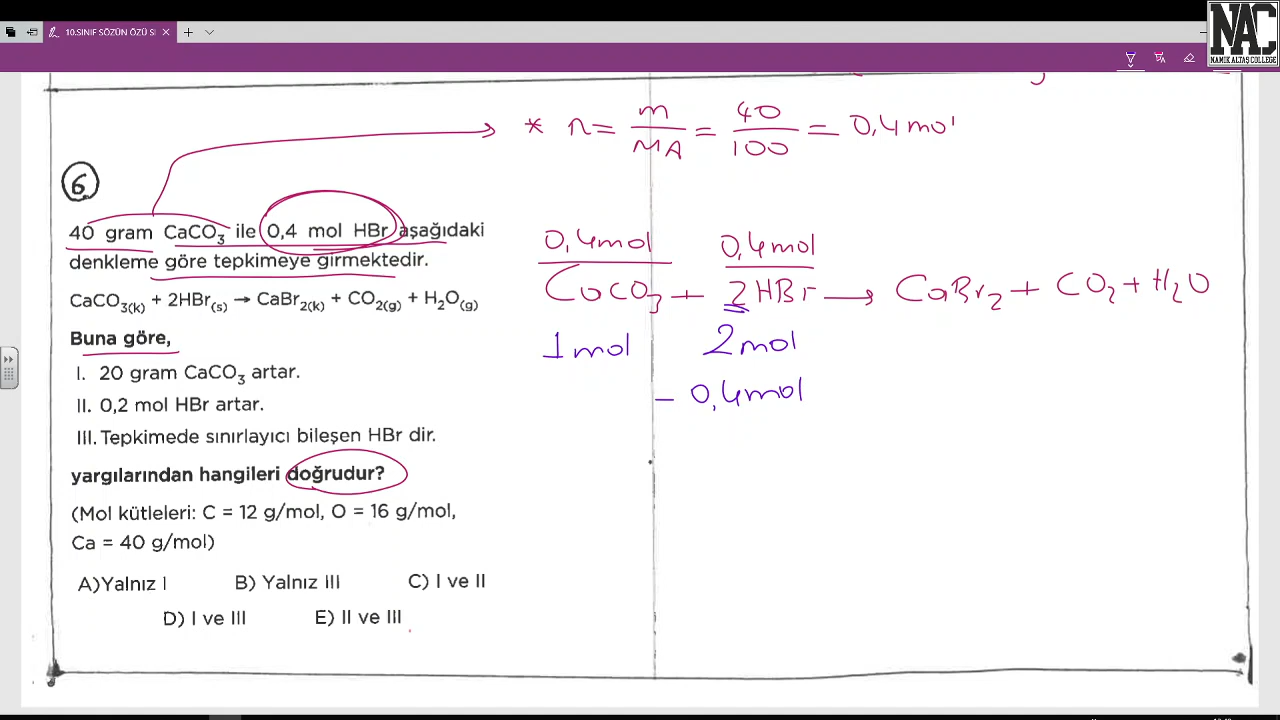 10.SINIF SÖZÜN ÖZÜ S
NAC
NAMIK ALTAŞ COLLEGE
* n = m/MA = 40/100 = 0,4 mol
6
40 gram CaCO₃ ile 0,4 mol HBr aşağıdaki
denkleme göre tepkimeye girmektedir.
CaCO₃(k) + 2HBr(s) → CaBr₂(k) + CO₂(g) + H₂O(g)
Buna göre,
I. 20 gram CaCO₃ artar.
II. 0,2 mol HBr artar.
III. Tepkimede sınırlayıcı bileşen HBr dir.
yargılarından hangileri doğrudur?
(Mol kütleleri: C = 12 g/mol, O = 16 g/mol,
Ca = 40 g/mol)
A)Yalnız I B) Yalnız III C) I ve II
D) I ve III E) II ve III
0,4mol 0,4mol
CaCO₃ + 2HBr → CaBr₂ + CO₂ + H₂O
1mol 2mol
– 0,4mol